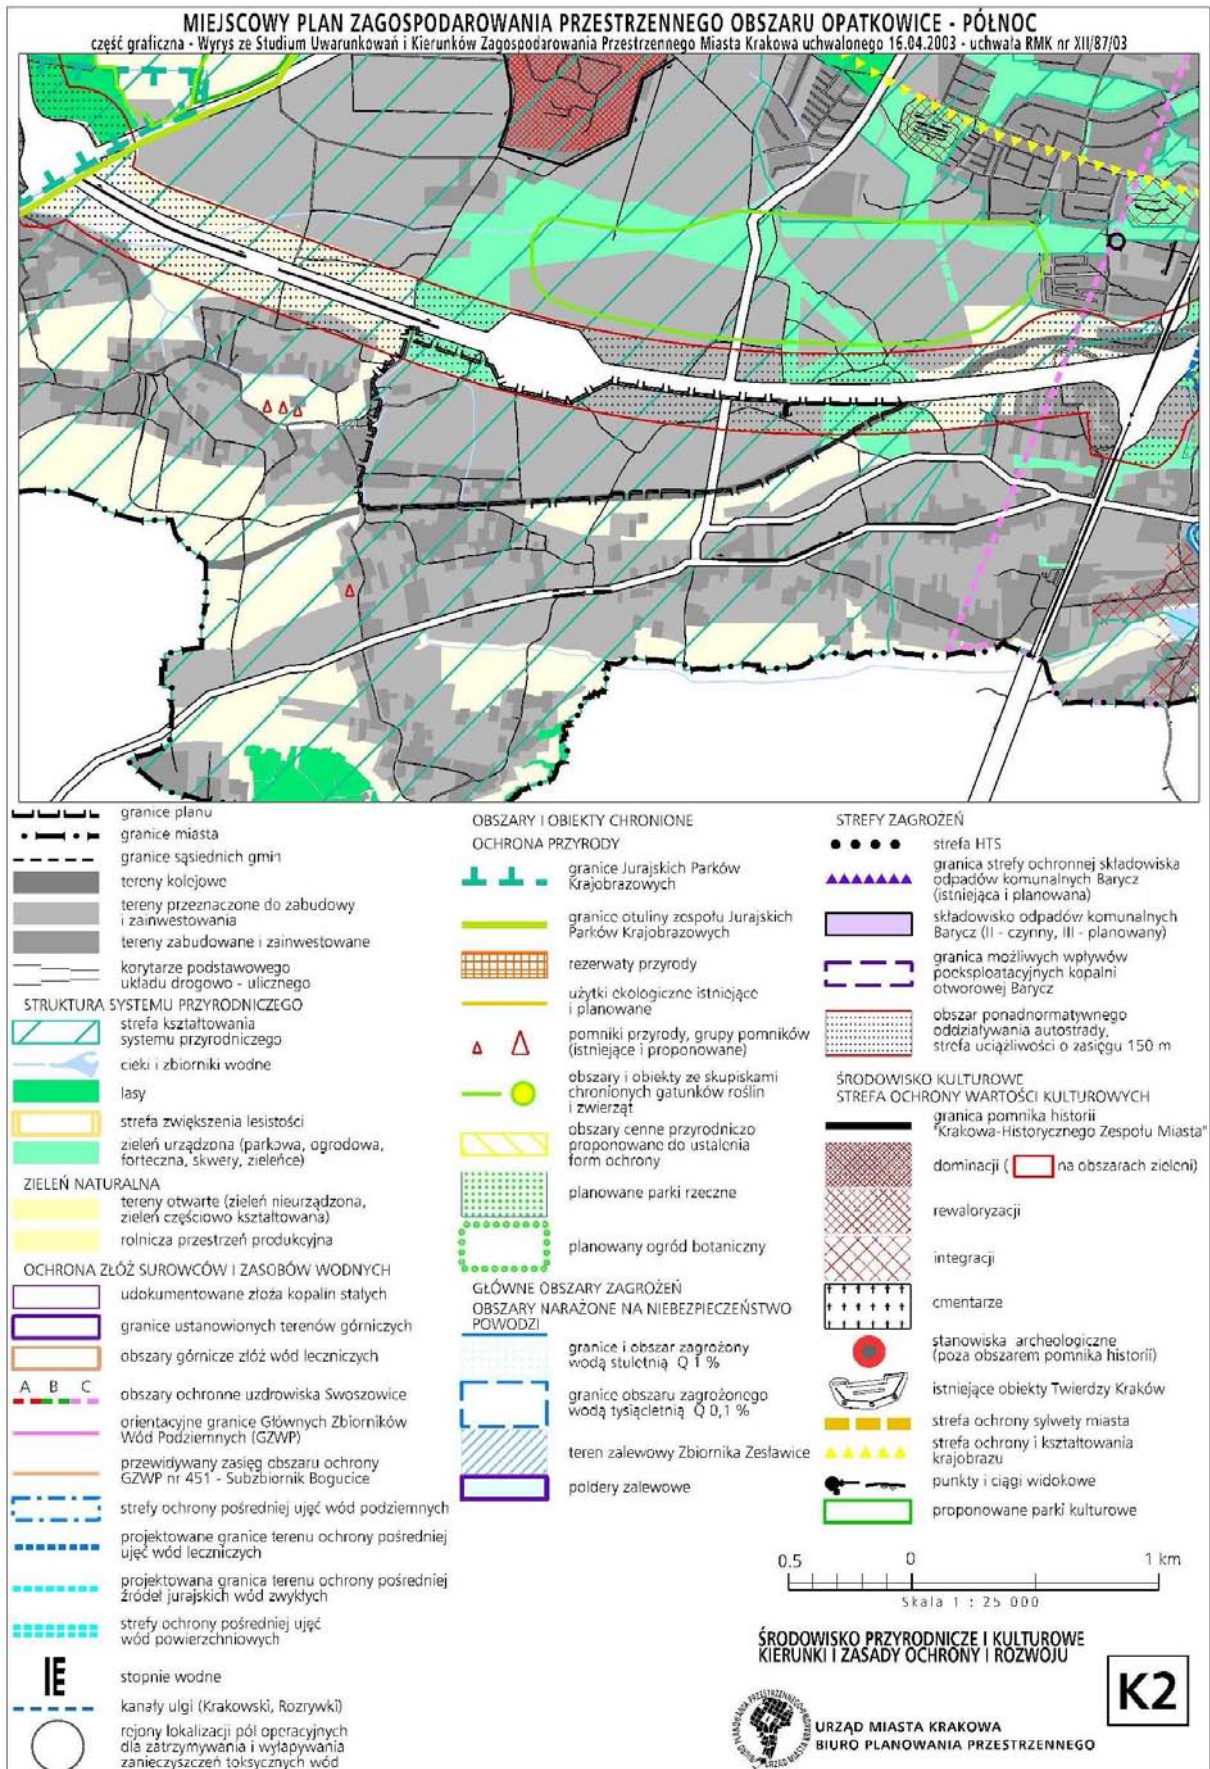 MIEJSCOWY PLAN ZAGOSPODAROWANIA PRZESTRZENNEGO OBSZARU OPATKOWICE - PÓŁNOC
część graficzna - Wyrys ze Studium Uwarunkowań i Kierunków Zagospodarowania Przestrzennego Miasta Krakowa uchwalonego 16.04.2003 - uchwała RMK nr XII/87/03
granice planu
granice miasta
granice sąsiednich gmin
tereny kolejowe
tereny przeznaczone do zabudowy
i zainwestowania
tereny zabudowane i zainwestowane
korytarze podstawowego
układu drogowo - ulicznego
STRUKTURA SYSTEMU PRZYRODNICZEGO
strefa kształtowania
systemu przyrodniczego
cieki i zbiorniki wodne
lasy
strefa zwiększenia lesistości
zieleń urządzona (parkowa, ogrodowa,
forteczna, skwery, zieleńce)
ZIELEŃ NATURALNA
tereny otwarte (zieleń nieurządzona,
zieleń częściowo kształtowana)
rolnicza przestrzeń produkcyjna
OCHRONA ZŁÓŻ SUROWCÓW I ZASOBÓW WODNYCH
udokumentowane złoża kopalin stałych
granice ustanowionych terenów górniczych
obszary górnicze złóż wód leczniczych
A B C
obszary ochronne uzdrowiska Swoszowice
orientacyjne granice Głównych Zbiorników
Wód Podziemnych (GZWP)
przewidywany zasięg obszaru ochrony
GZWP nr 451 - Subzbiornik Bogucice
strefy ochrony pośredniej ujęć wód podziemnych
projektowane granice terenu ochrony pośredniej
ujęć wód leczniczych
projektowana granica terenu ochrony pośredniej
źródeł jurajskich wód zwykłych
strefy ochrony pośredniej ujęć
wód powierzchniowych
stopnie wodne
kanały ulgi (Krakowski, Rozrywki)
rejony lokalizacji pól operacyjnych
dla zatrzymywania i wyłapywania
zanieczyszczeń toksycznych wód
OBSZARY I OBIEKTY CHRONIONE
OCHRONA PRZYRODY
granice Jurajskich Parków
Krajobrazowych
granice otuliny zespołu Jurajskich
Parków Krajobrazowych
rezerwaty przyrody
użytki ekologiczne istniejące
i planowane
pomniki przyrody, grupy pomników
(istniejące i proponowane)
obszary i obiekty ze skupiskami
chronionych gatunków roślin
i zwierząt
obszary cenne przyrodniczo
proponowane do ustalenia
form ochrony
planowane parki rzeczne
planowany ogród botaniczny
GŁÓWNE OBSZARY ZAGROŻEŃ
OBSZARY NARAŻONE NA NIEBEZPIECZEŃSTWO
POWODZI
granice i obszar zagrożony
wodą stuletnią Q 1 %
granice obszaru zagrożonego
wodą tysiącletnią Q 0,1 %
teren zalewowy Zbiornika Zesławice
poldery zalewowe
STREFY ZAGROŻEŃ
strefa HTS
granica strefy ochronnej składowiska
odpadów komunalnych Barycz
(istniejąca i planowana)
składowisko odpadów komunalnych
Barycz (II - czynny, III - planowany)
granica możliwych wpływów
poeksploatacyjnych kopalni
otworowej Barycz
obszar ponadnormatywnego
oddziaływania autostrady,
strefa uciążliwości o zasięgu 150 m
ŚRODOWISKO KULTUROWE
STREFA OCHRONY WARTOŚCI KULTUROWYCH
granica pomnika historii
"Krakowa-Historycznego Zespołu Miasta"
dominacji ( na obszarach zieleni)
rewaloryzacji
integracji
cmentarze
stanowiska archeologiczne
(poza obszarem pomnika historii)
istniejące obiekty Twierdzy Kraków
strefa ochrony sylwety miasta
strefa ochrony i kształtowania
krajobrazu
punkty i ciągi widokowe
proponowane parki kulturowe
0.5 0 1 km
Skala 1 : 25 000
ŚRODOWISKO PRZYRODNICZE I KULTUROWE
KIERUNKI I ZASADY OCHRONY I ROZWOJU
K2
URZĄD MIASTA KRAKOWA
BIURO PLANOWANIA PRZESTRZENNEGO